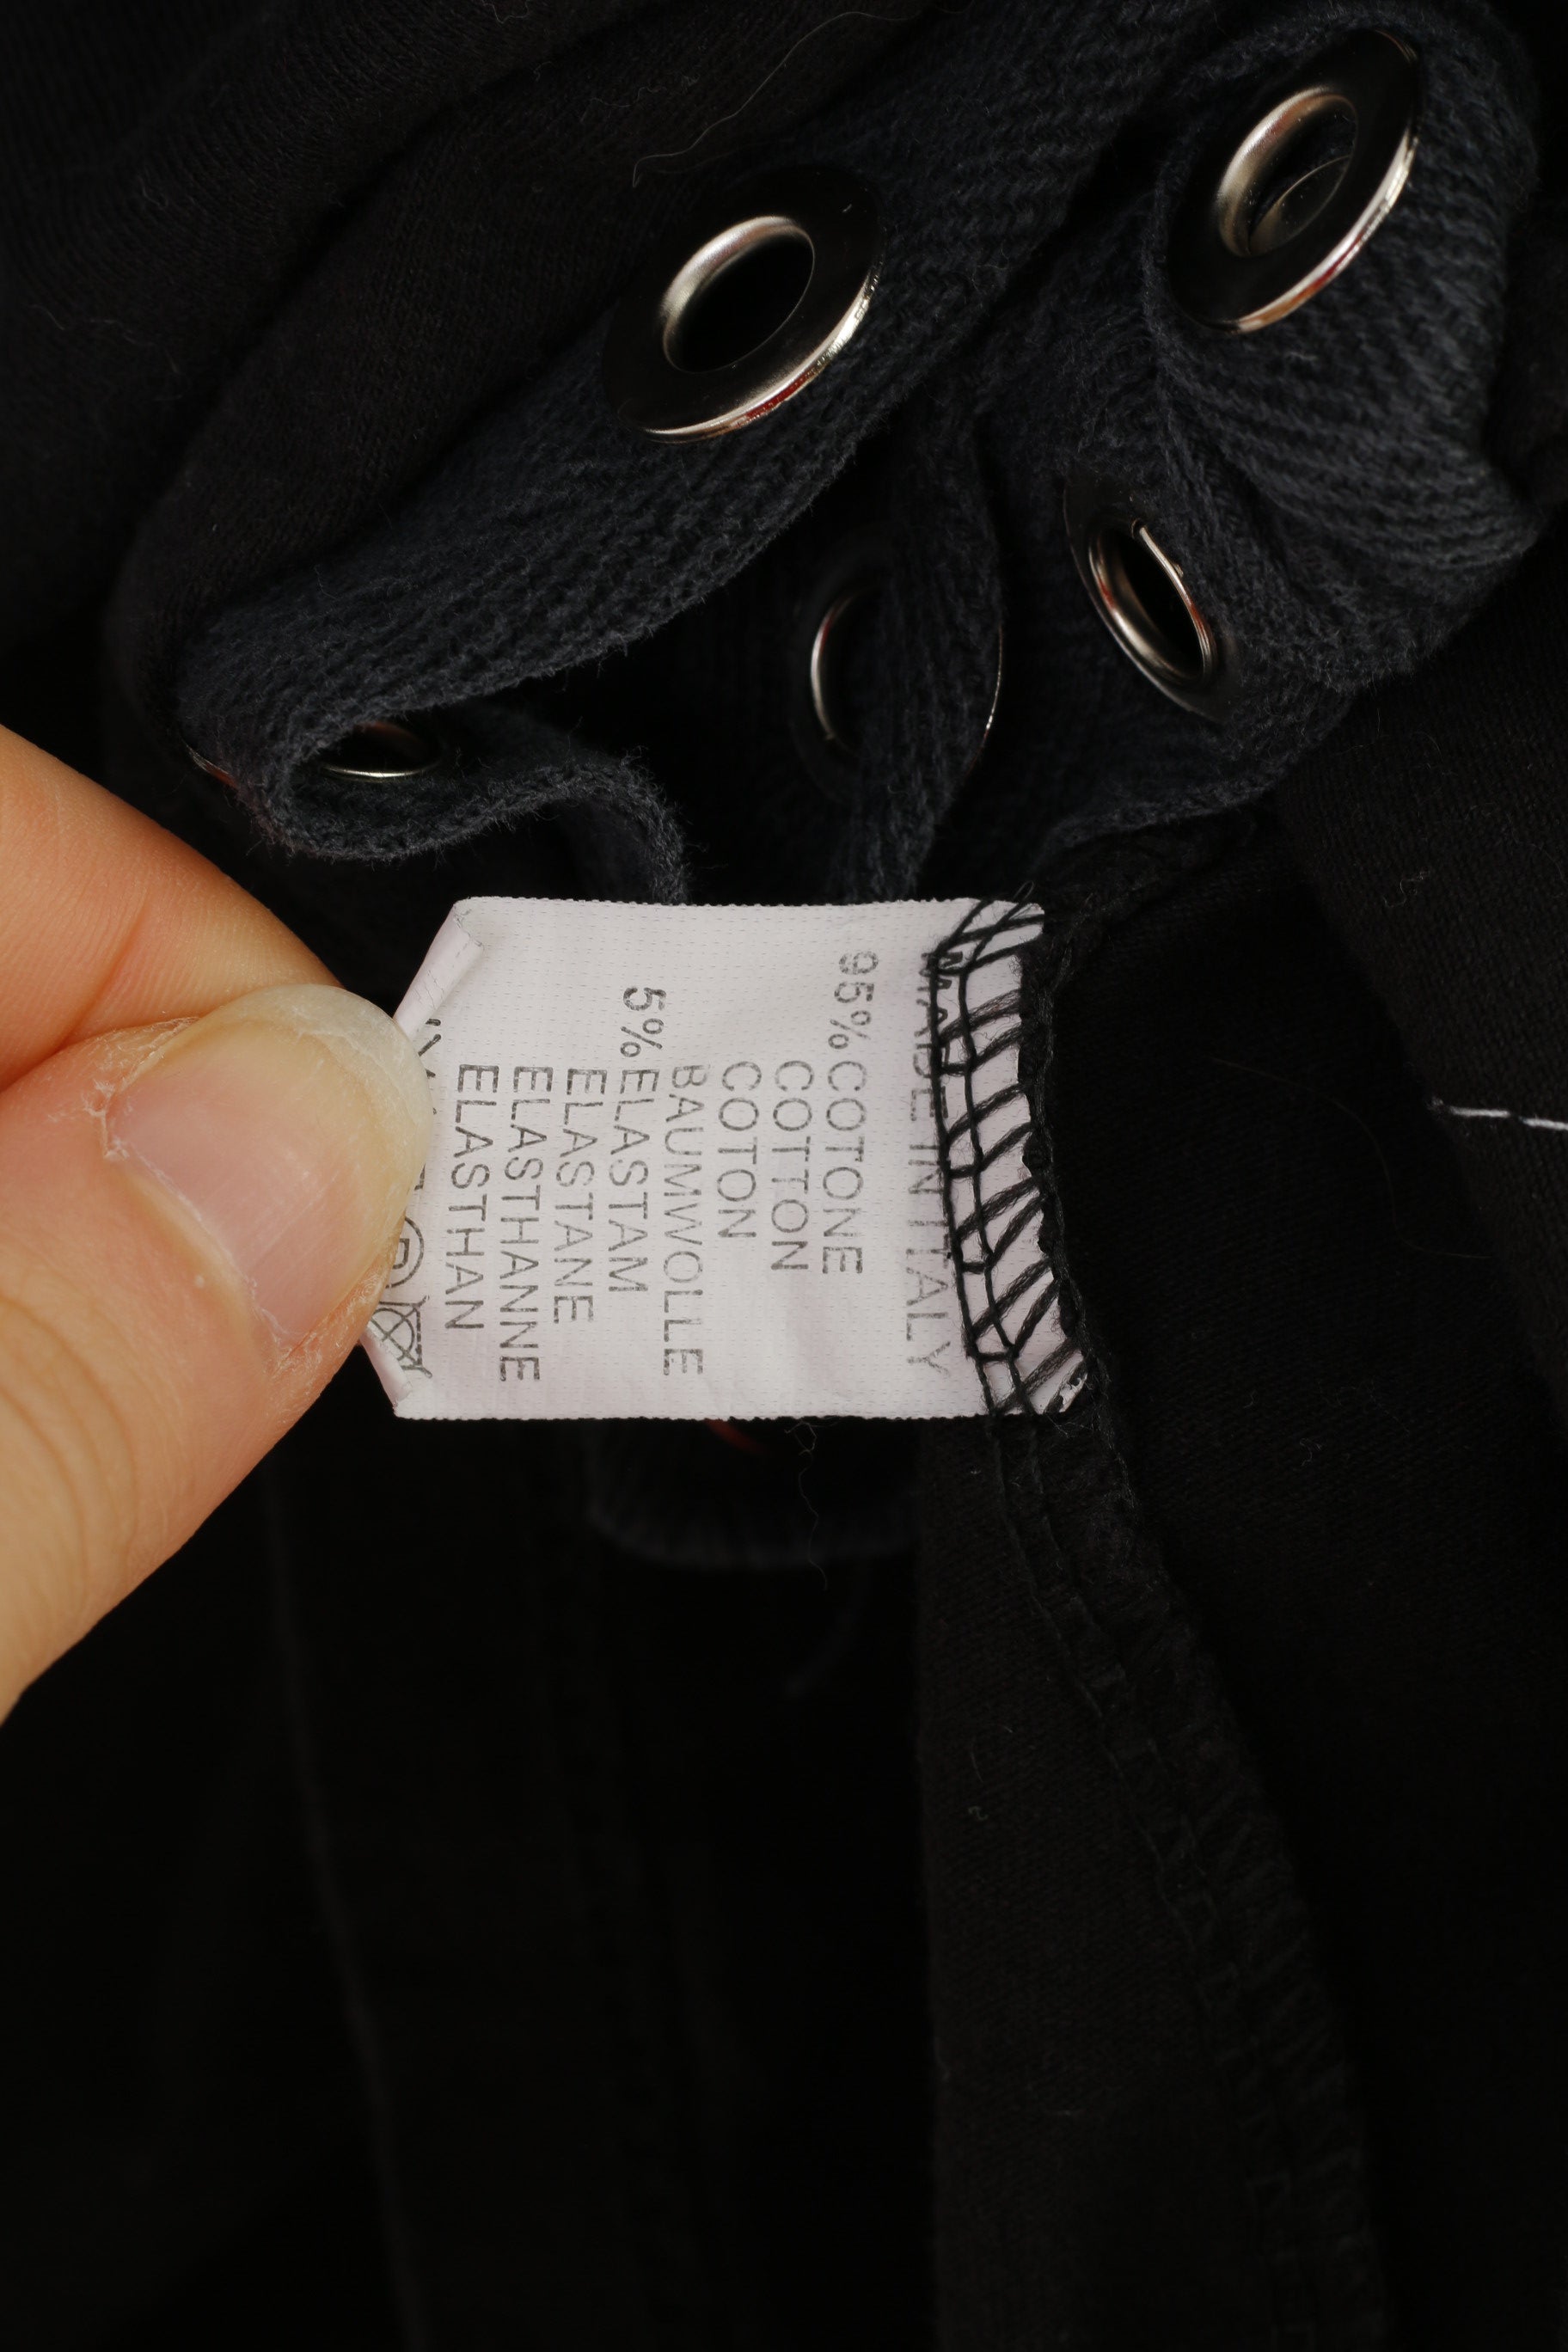 MADE IN ITALY
95% COTONE
COTTON
COTON
BAUMWOLLE
5% ELASTAM
ELASTANE
ELASTHANNE
ELASTHAN
P